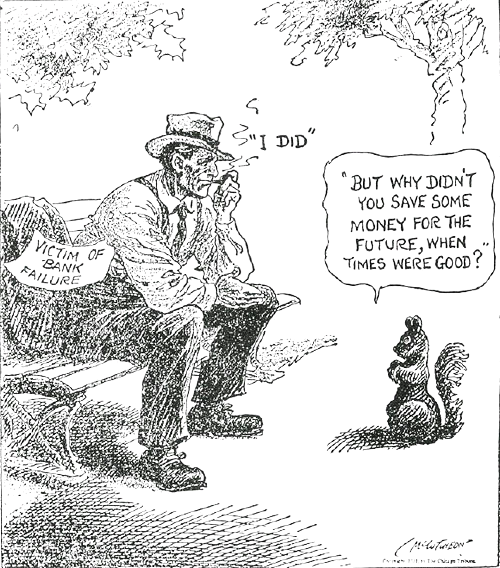 "I DID"
"BUT WHY DIDN'T
YOU SAVE SOME
MONEY FOR THE
FUTURE, WHEN
TIMES WERE GOOD?"
VICTIM OF
BANK
FAILURE
McCutcheon